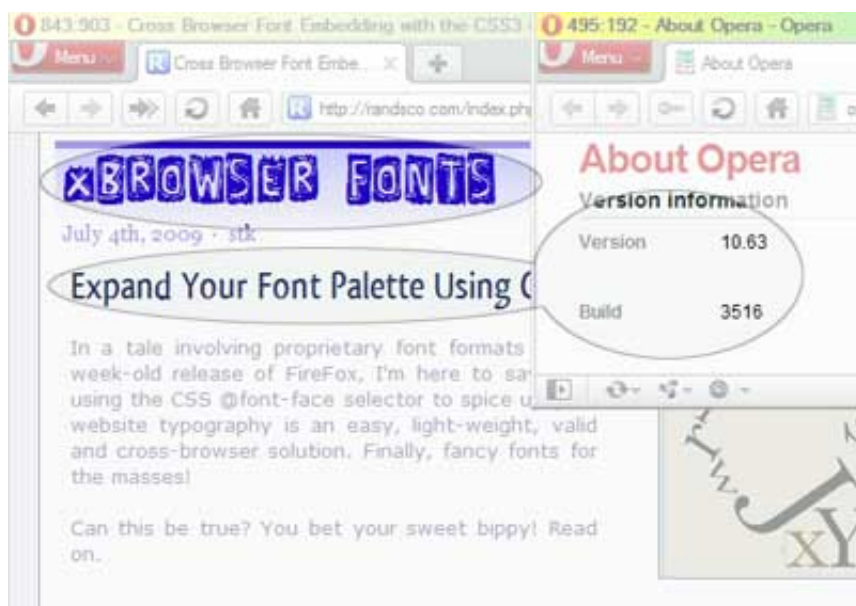 843:903 - Cross Browser Font Embedding with the CSS3
Menu
Cross Browser Font Embe..
http://randsco.com/index.ph
xBROWSER FONTS
July 4th, 2009 · stk
Expand Your Font Palette Using
In a tale involving proprietary font formats
week-old release of FireFox, I'm here to sa
using the CSS @font-face selector to spice u
website typography is an easy, light-weight, valid
and cross-browser solution. Finally, fancy fonts for
the masses!
Can this be true? You bet your sweet bippy! Read
on.
495:192 - About Opera - Opera
Menu
About Opera
About Opera
Version information
Version 10.63
Build 3516
r
w
J
x
Y